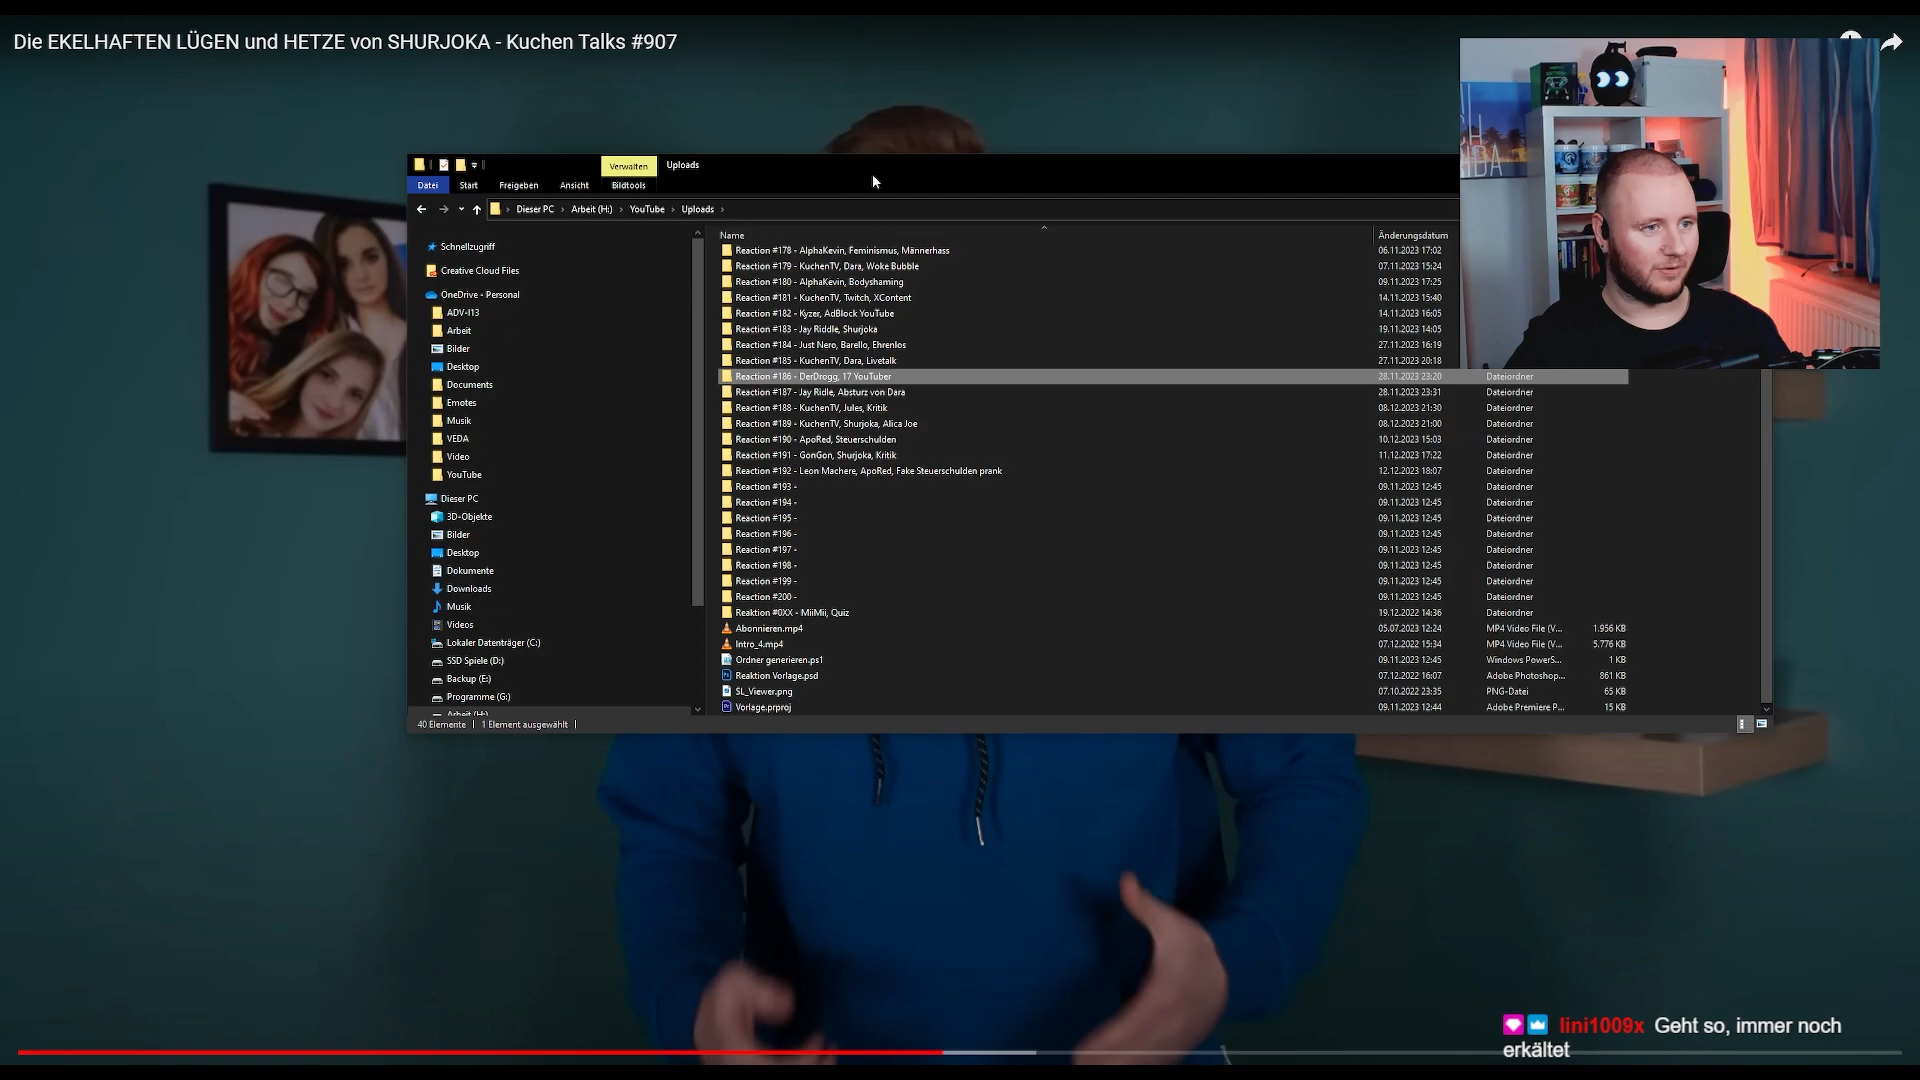 Die EKELHAFTEN LÜGEN und HETZE von SHURJOKA - Kuchen Talks #907
Verwalten Uploads
Datei Start Freigeben Ansicht Bildtools
Dieser PC › Arbeit (H:) › YouTube › Uploads ›
Schnellzugriff
Creative Cloud Files
OneDrive - Personal
ADV-I13
Arbeit
Bilder
Desktop
Documents
Emotes
Musik
VEDA
Video
YouTube
Dieser PC
3D-Objekte
Bilder
Desktop
Dokumente
Downloads
Musik
Videos
Lokaler Datenträger (C:)
SSD Spiele (D:)
Backup (E:)
Programme (G:)
Arbeit (H:)
Name Änderungsdatum
Reaction #178 - AlphaKevin, Feminismus, Männerhass 06.11.2023 17:02
Reaction #179 - KuchenTV, Dara, Woke Bubble 07.11.2023 15:24
Reaction #180 - AlphaKevin, Bodyshaming 09.11.2023 17:25
Reaction #181 - KuchenTV, Twitch, XContent 14.11.2023 15:40
Reaction #182 - Kyzer, AdBlock YouTube 14.11.2023 16:05
Reaction #183 - Jay Riddle, Shurjoka 19.11.2023 14:05
Reaction #184 - Just Nero, Barello, Ehrenlos 27.11.2023 16:19
Reaction #185 - KuchenTV, Dara, Livetalk 27.11.2023 20:18
Reaction #186 - DerDrogg, 17 YouTuber 28.11.2023 23:20 Dateiordner
Reaction #187 - Jay Ridle, Absturz von Dara 28.11.2023 23:31 Dateiordner
Reaction #188 - KuchenTV, Jules, Kritik 08.12.2023 21:30 Dateiordner
Reaction #189 - KuchenTV, Shurjoka, Alica Joe 08.12.2023 21:00 Dateiordner
Reaction #190 - ApoRed, Steuerschulden 10.12.2023 15:03 Dateiordner
Reaction #191 - GonGon, Shurjoka, Kritik 11.12.2023 17:22 Dateiordner
Reaction #192 - Leon Machere, ApoRed, Fake Steuerschulden prank 12.12.2023 18:07 Dateiordner
Reaction #193 - 09.11.2023 12:45 Dateiordner
Reaction #194 - 09.11.2023 12:45 Dateiordner
Reaction #195 - 09.11.2023 12:45 Dateiordner
Reaction #196 - 09.11.2023 12:45 Dateiordner
Reaction #197 - 09.11.2023 12:45 Dateiordner
Reaction #198 - 09.11.2023 12:45 Dateiordner
Reaction #199 - 09.11.2023 12:45 Dateiordner
Reaction #200 - 09.11.2023 12:45 Dateiordner
Reaktion #0XX - MiiMii, Quiz 19.12.2022 14:36 Dateiordner
Abonnieren.mp4 05.07.2023 12:24 MP4 Video File (V... 1.956 KB
Intro_4.mp4 07.12.2022 15:34 MP4 Video File (V... 5.776 KB
Ordner generieren.ps1 09.11.2023 12:45 Windows PowerS... 1 KB
Reaktion Vorlage.psd 07.12.2022 16:07 Adobe Photoshop... 861 KB
SL_Viewer.png 07.10.2022 23:35 PNG-Datei 65 KB
Vorlage.prproj 09.11.2023 12:44 Adobe Premiere P... 15 KB
40 Elemente 1 Element ausgewählt
lini1009x Geht so, immer noch
erkältet